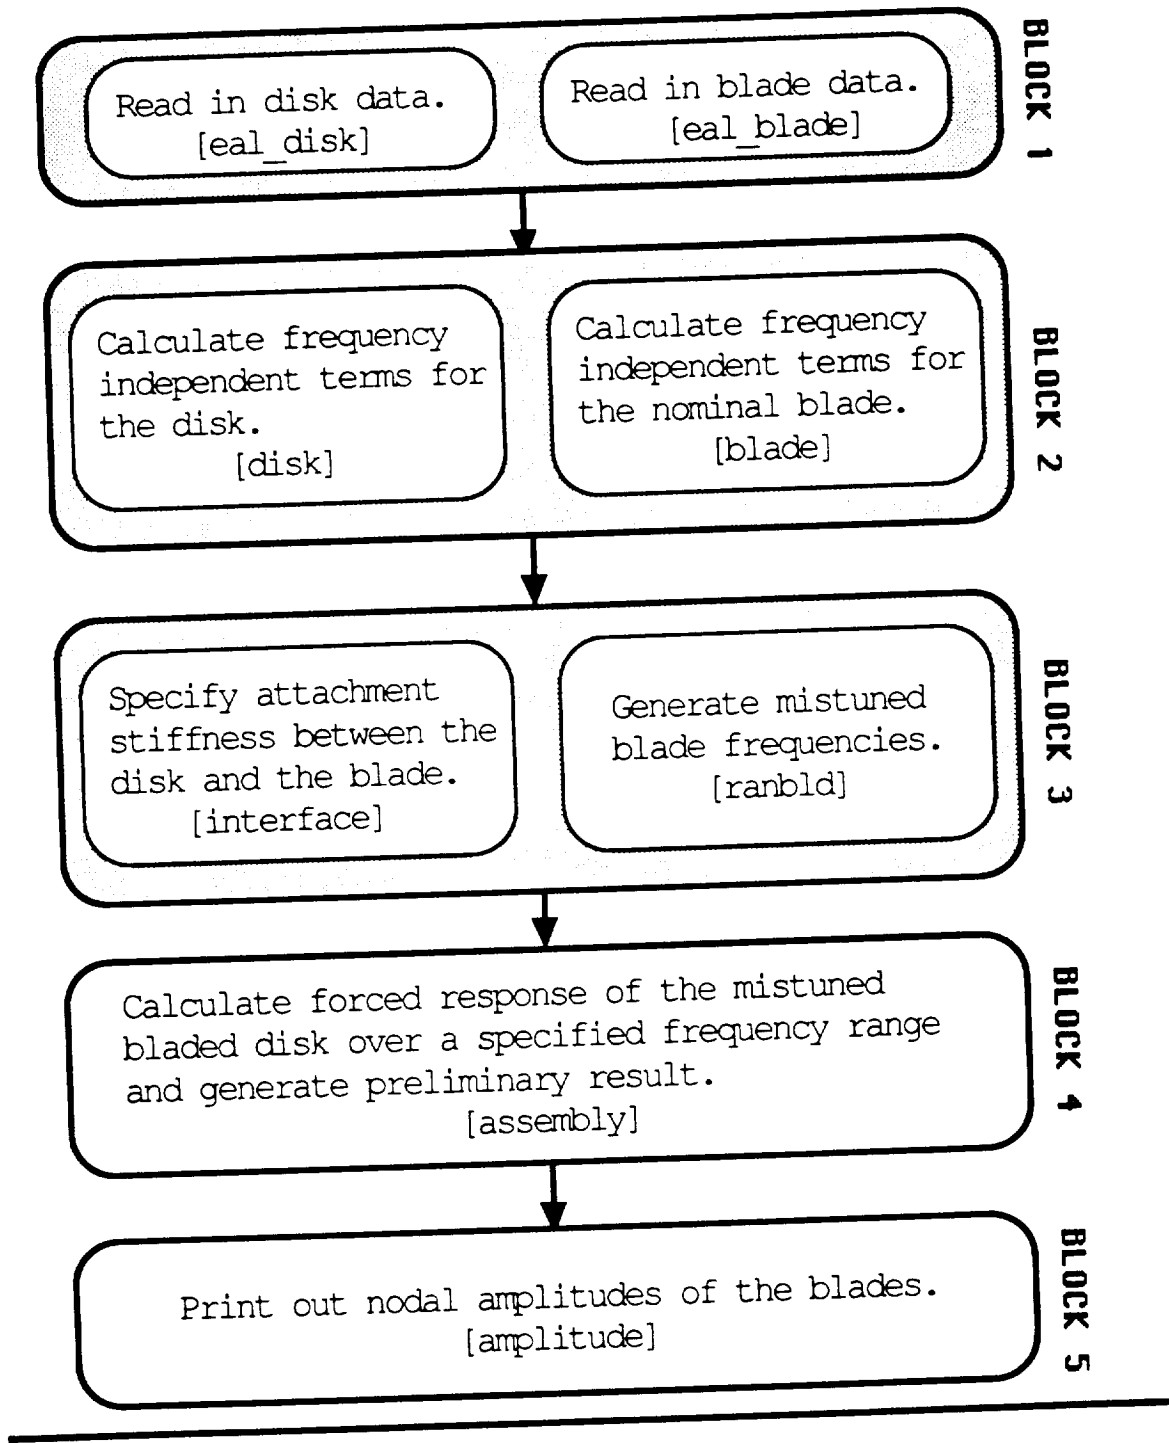 BLOCK 1
Read in disk data.
[eal_disk]
Read in blade data.
[eal_blade]
BLOCK 2
Calculate frequency
independent terms for
the disk.
[disk]
Calculate frequency
independent terms for
the nominal blade.
[blade]
BLOCK 3
Specify attachment
stiffness between the
disk and the blade.
[interface]
Generate mistuned
blade frequencies.
[ranbld]
BLOCK 4
Calculate forced response of the mistuned
bladed disk over a specified frequency range
and generate preliminary result.
[assembly]
BLOCK 5
Print out nodal amplitudes of the blades.
[amplitude]